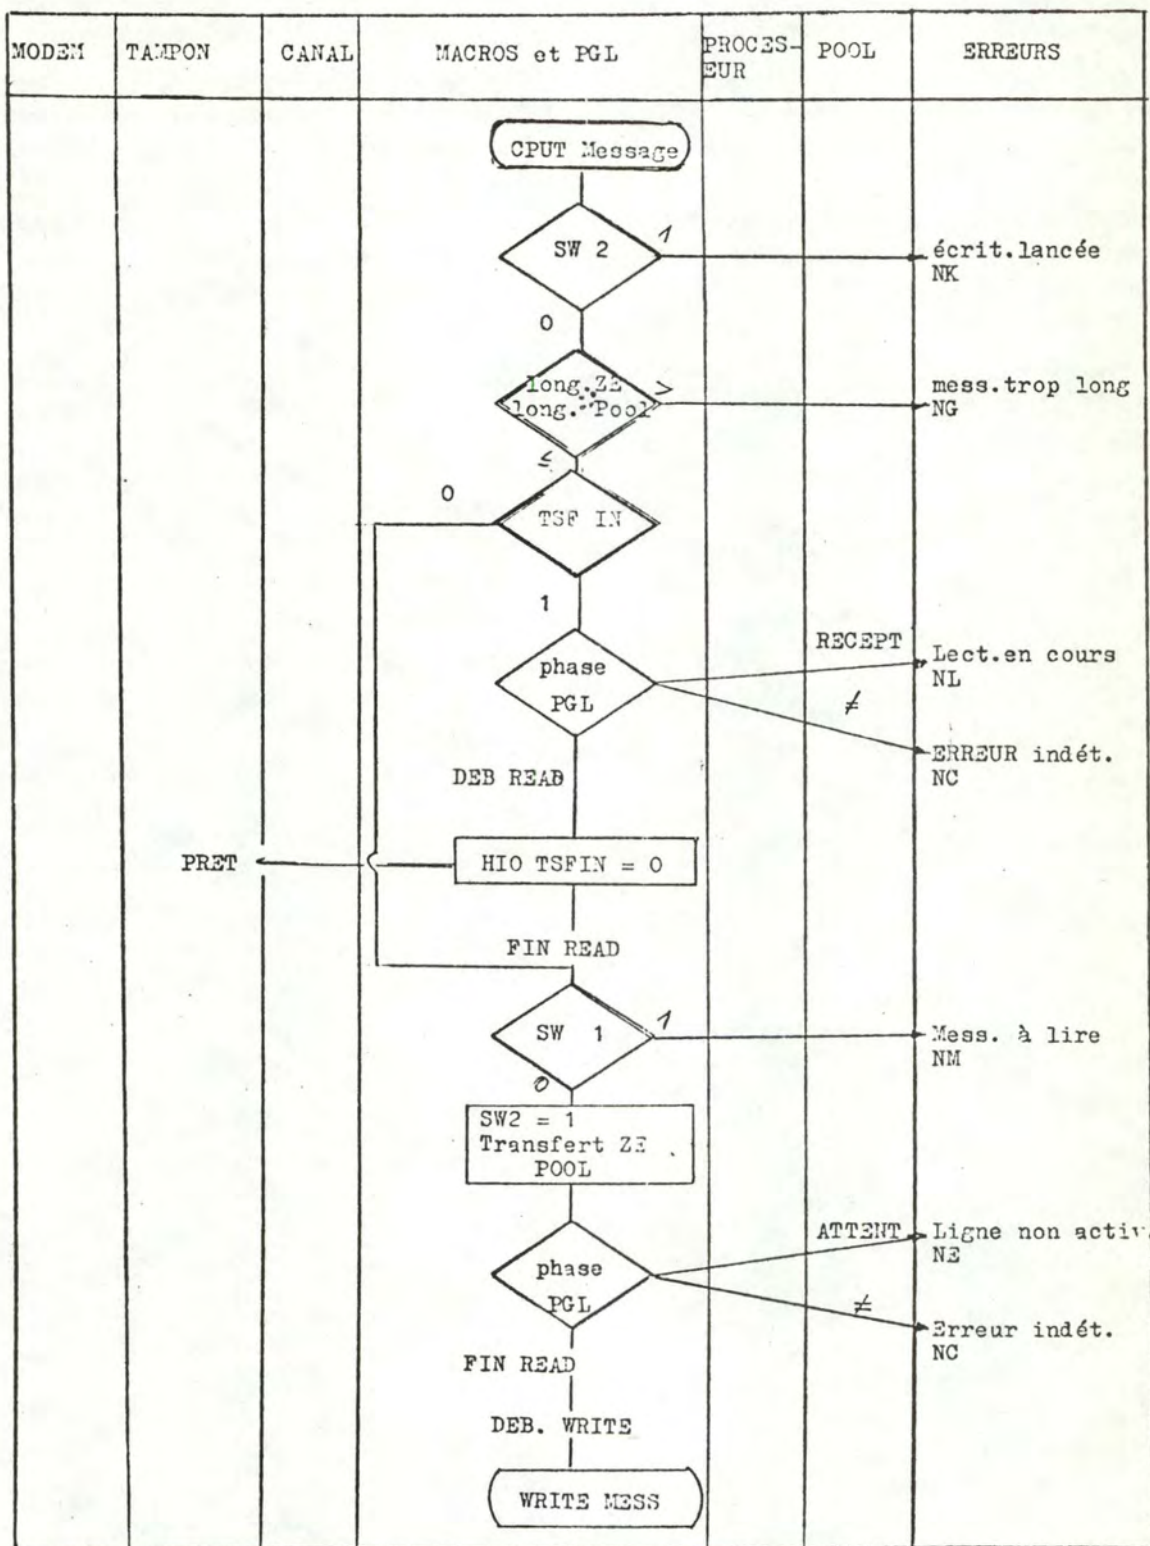 MODEM TAMPON CANAL MACROS et PGL PROCES-
EUR POOL ERREURS
CPUT Message
SW 2
1
écrit.lancée
NK
0
long.ZE
long. Pool
>
mess.trop long
NG
≤
0
TSF IN
1
phase
PGL
RECEPT
Lect.en cours
NL
≠
ERREUR indét.
NC
DEB READ
PRET
HIO TSFIN = 0
FIN READ
SW 1
1
Mess. à lire
NM
0
SW2 = 1
Transfert ZE
POOL
phase
PGL
ATTENT
Ligne non activ.
NE
≠
Erreur indét.
NC
FIN READ
DEB. WRITE
WRITE MESS